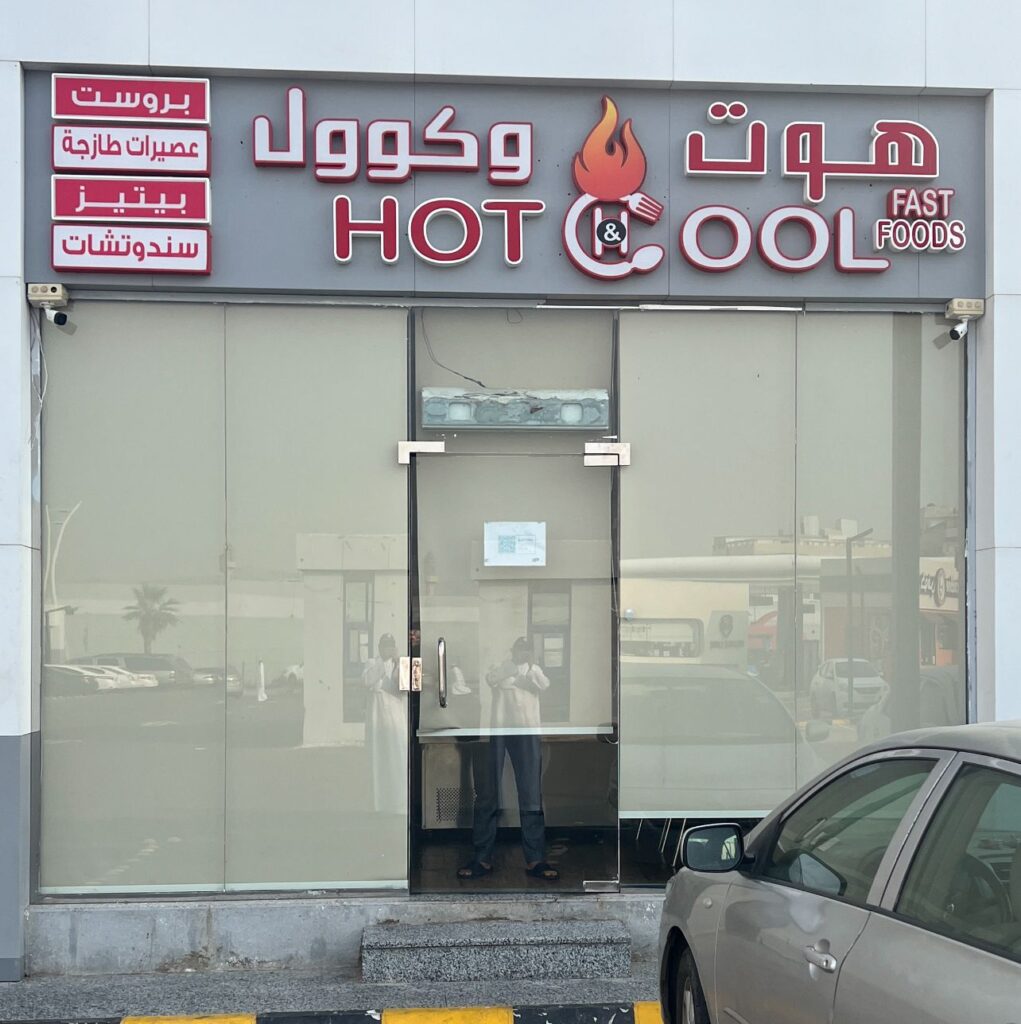 بروست
عصيرات طازجة
بيتيز
سندوتشات
هوت وكوول
HOT & COOL
H
FAST
FOODS